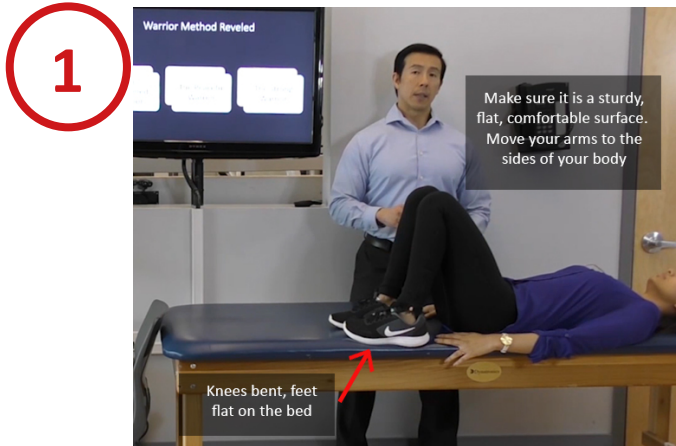 1
Warrior Method Reveled
Make sure it is a sturdy,
flat, comfortable surface.
Move your arms to the
sides of your body
Knees bent, feet
flat on the bed